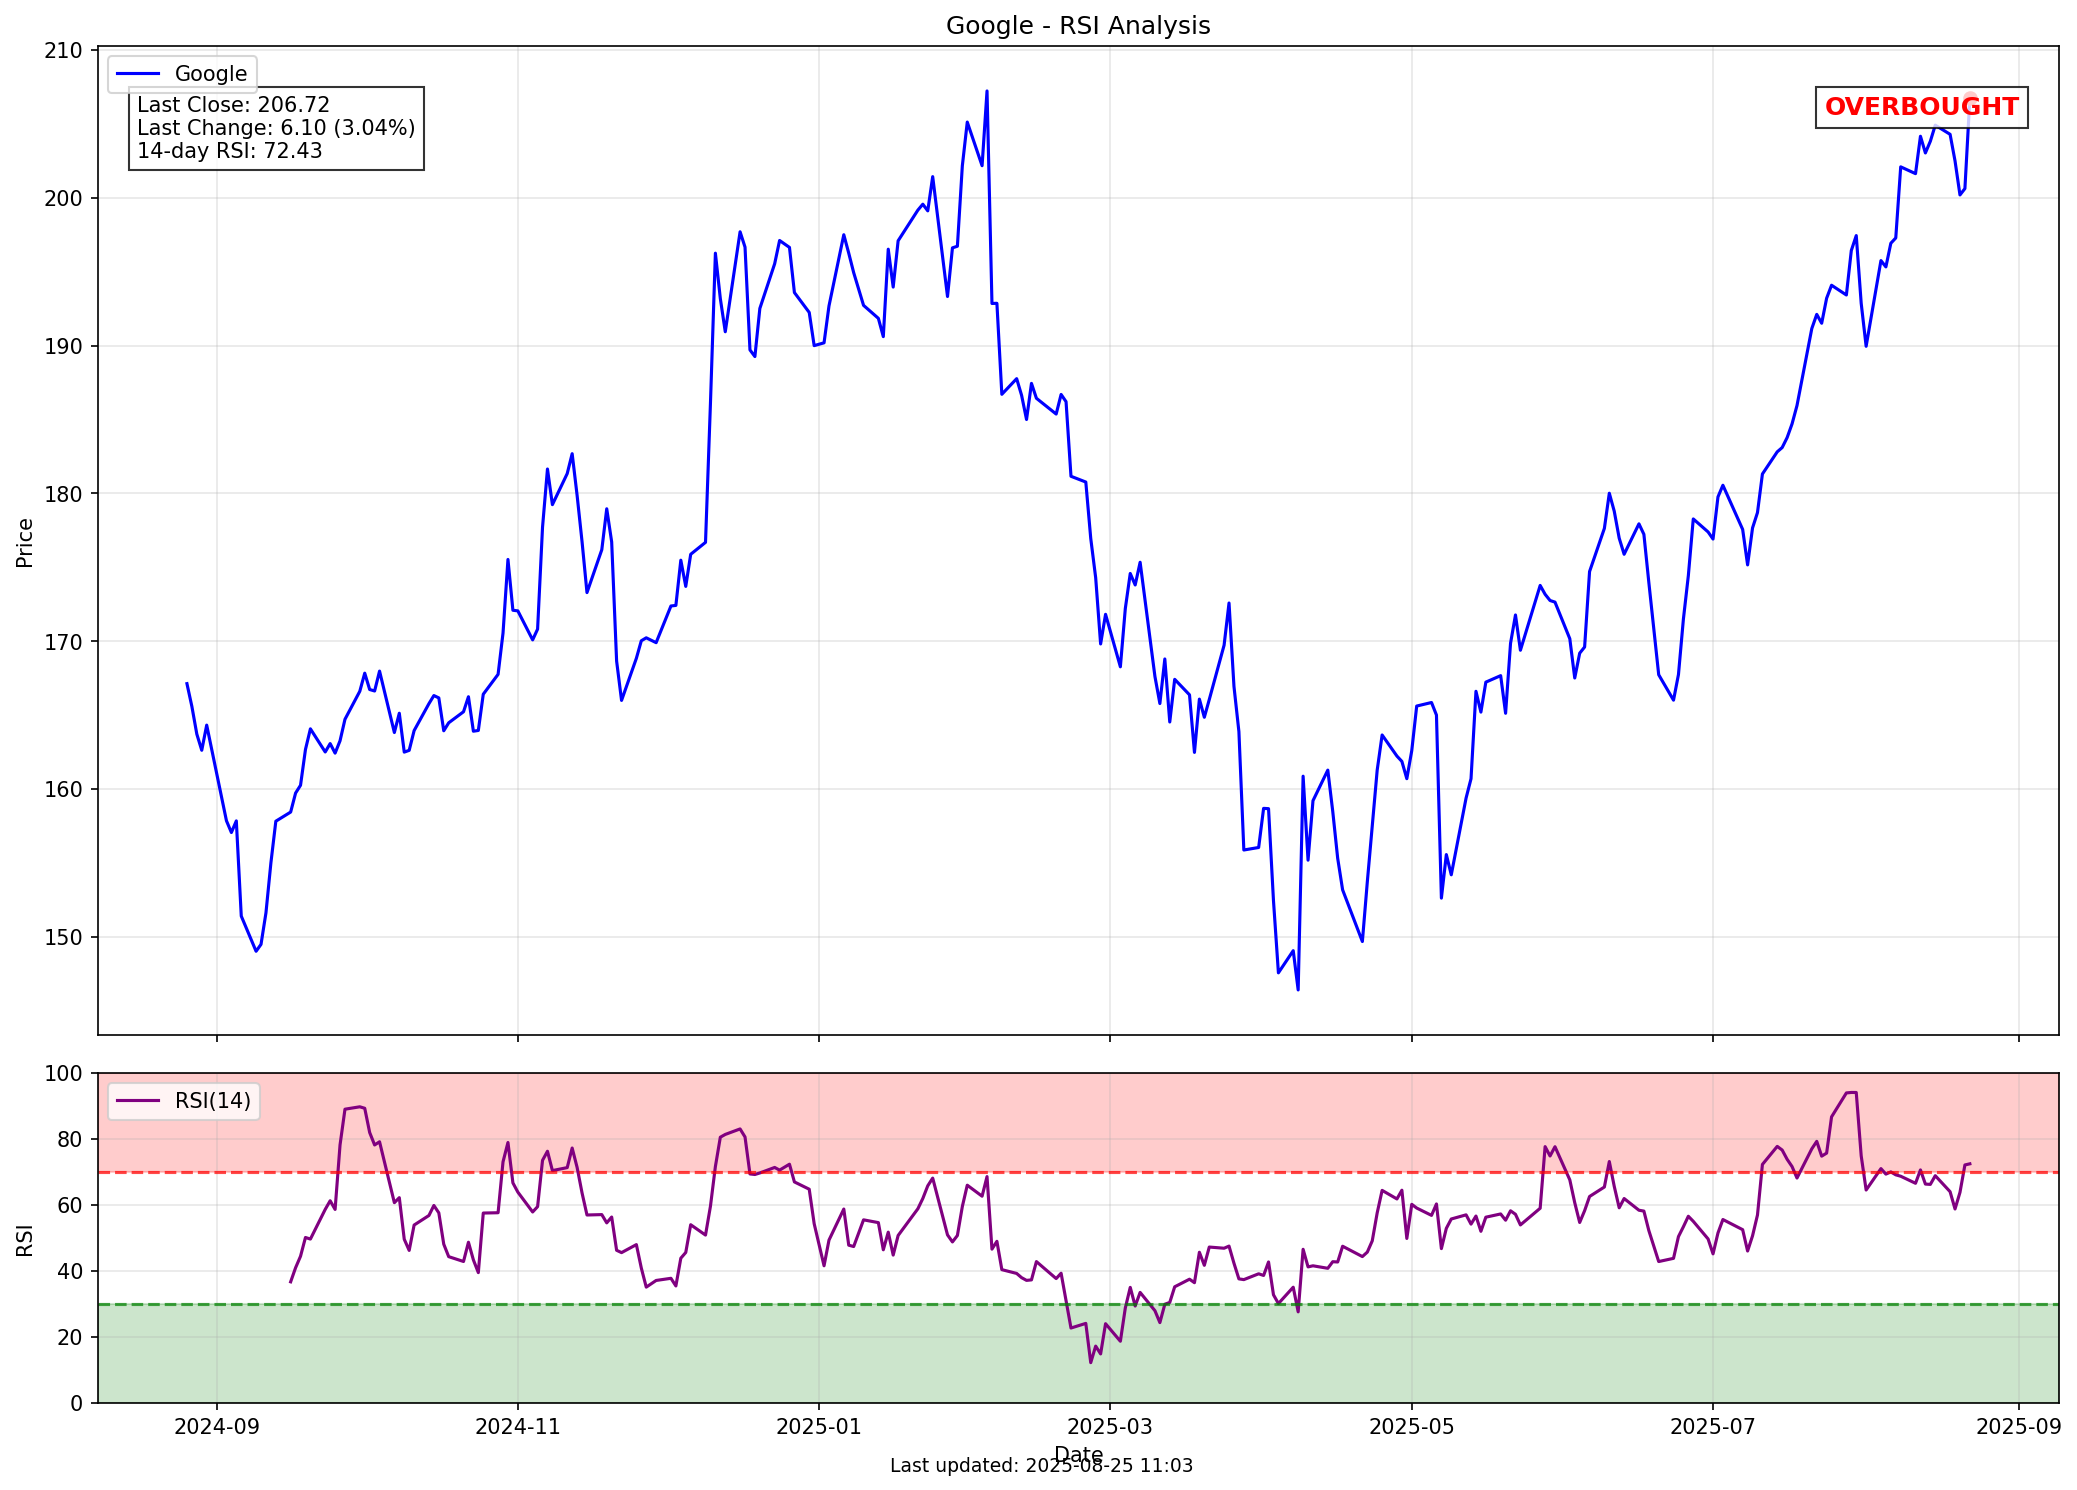 Google - RSI Analysis
Google
Last Close: 206.72
Last Change: 6.10 (3.04%)
14-day RSI: 72.43
OVERBOUGHT
210
200
190
180
170
160
150
Price
RSI(14)
100
80
60
40
20
0
RSI
2024-09 2024-11 2025-01 2025-03 2025-05 2025-07 2025-09
Date
Last updated: 2025-08-25 11:03